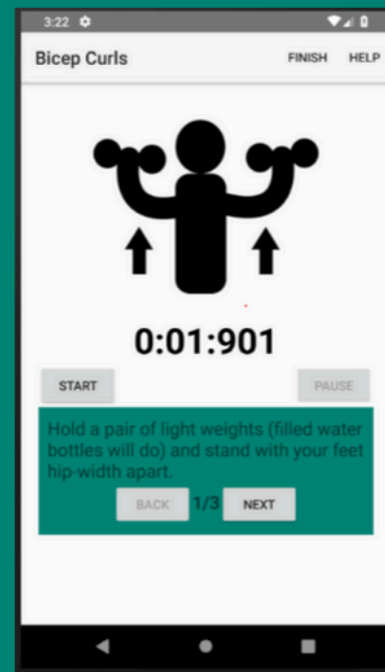 3:22
Bicep Curls FINISH HELP
0:01:901
START PAUSE
Hold a pair of light weights (filled water
bottles will do) and stand with your feet
hip-width apart.
BACK 1/3 NEXT